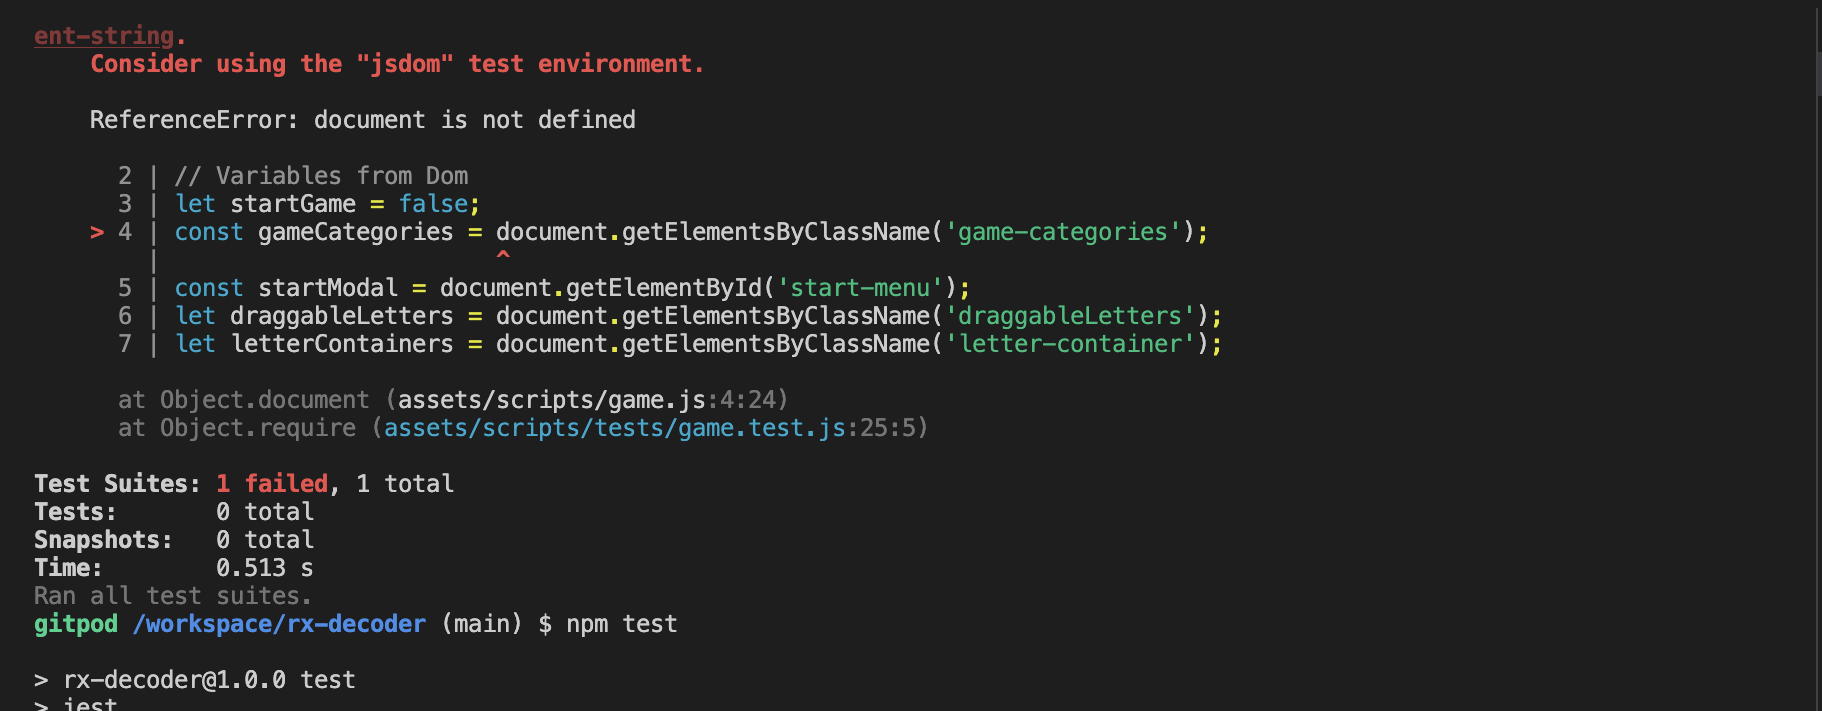 ent-string.
Consider using the "jsdom" test environment.
ReferenceError: document is not defined
2 | // Variables from Dom
3 | let startGame = false;
> 4 | const gameCategories = document.getElementsByClassName('game-categories');
| ^
5 | const startModal = document.getElementById('start-menu');
6 | let draggableLetters = document.getElementsByClassName('draggableLetters');
7 | let letterContainers = document.getElementsByClassName('letter-container');
at Object.document (assets/scripts/game.js:4:24)
at Object.require (assets/scripts/tests/game.test.js:25:5)
Test Suites: 1 failed, 1 total
Tests: 0 total
Snapshots: 0 total
Time: 0.513 s
Ran all test suites.
gitpod /workspace/rx-decoder (main) $ npm test
> rx-decoder@1.0.0 test
> jest